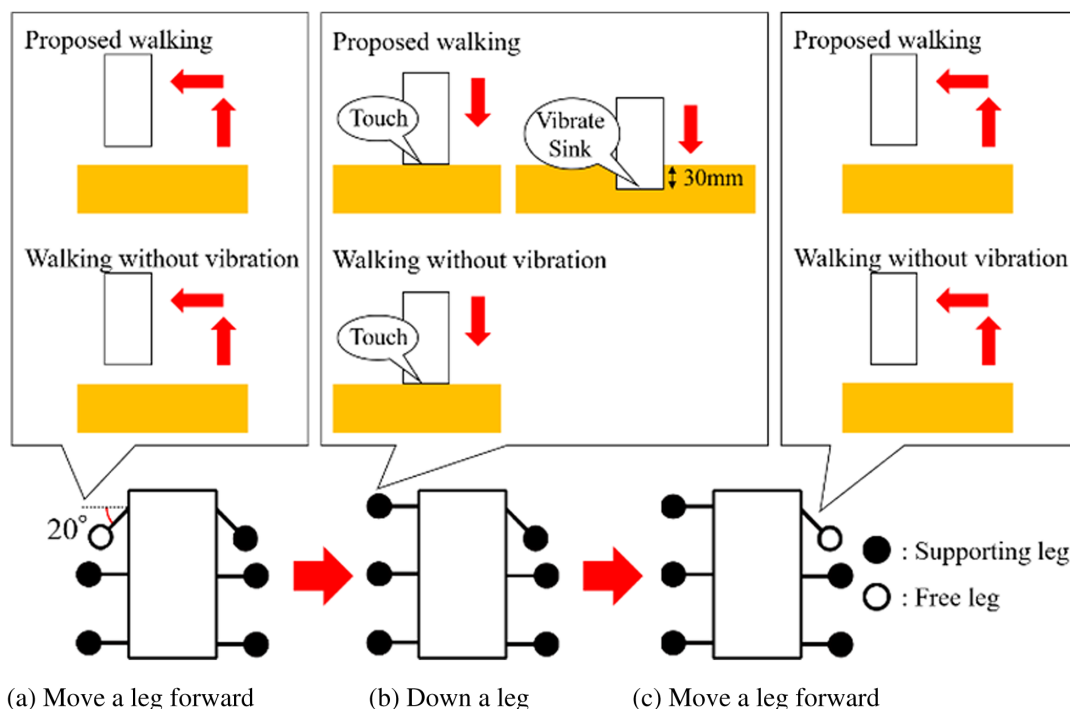 Proposed walking
Walking without vibration
20°
(a) Move a leg forward
Proposed walking
Touch
Vibrate
Sink
30mm
Walking without vibration
Touch
(b) Down a leg
Proposed walking
Walking without vibration
: Supporting leg
: Free leg
(c) Move a leg forward